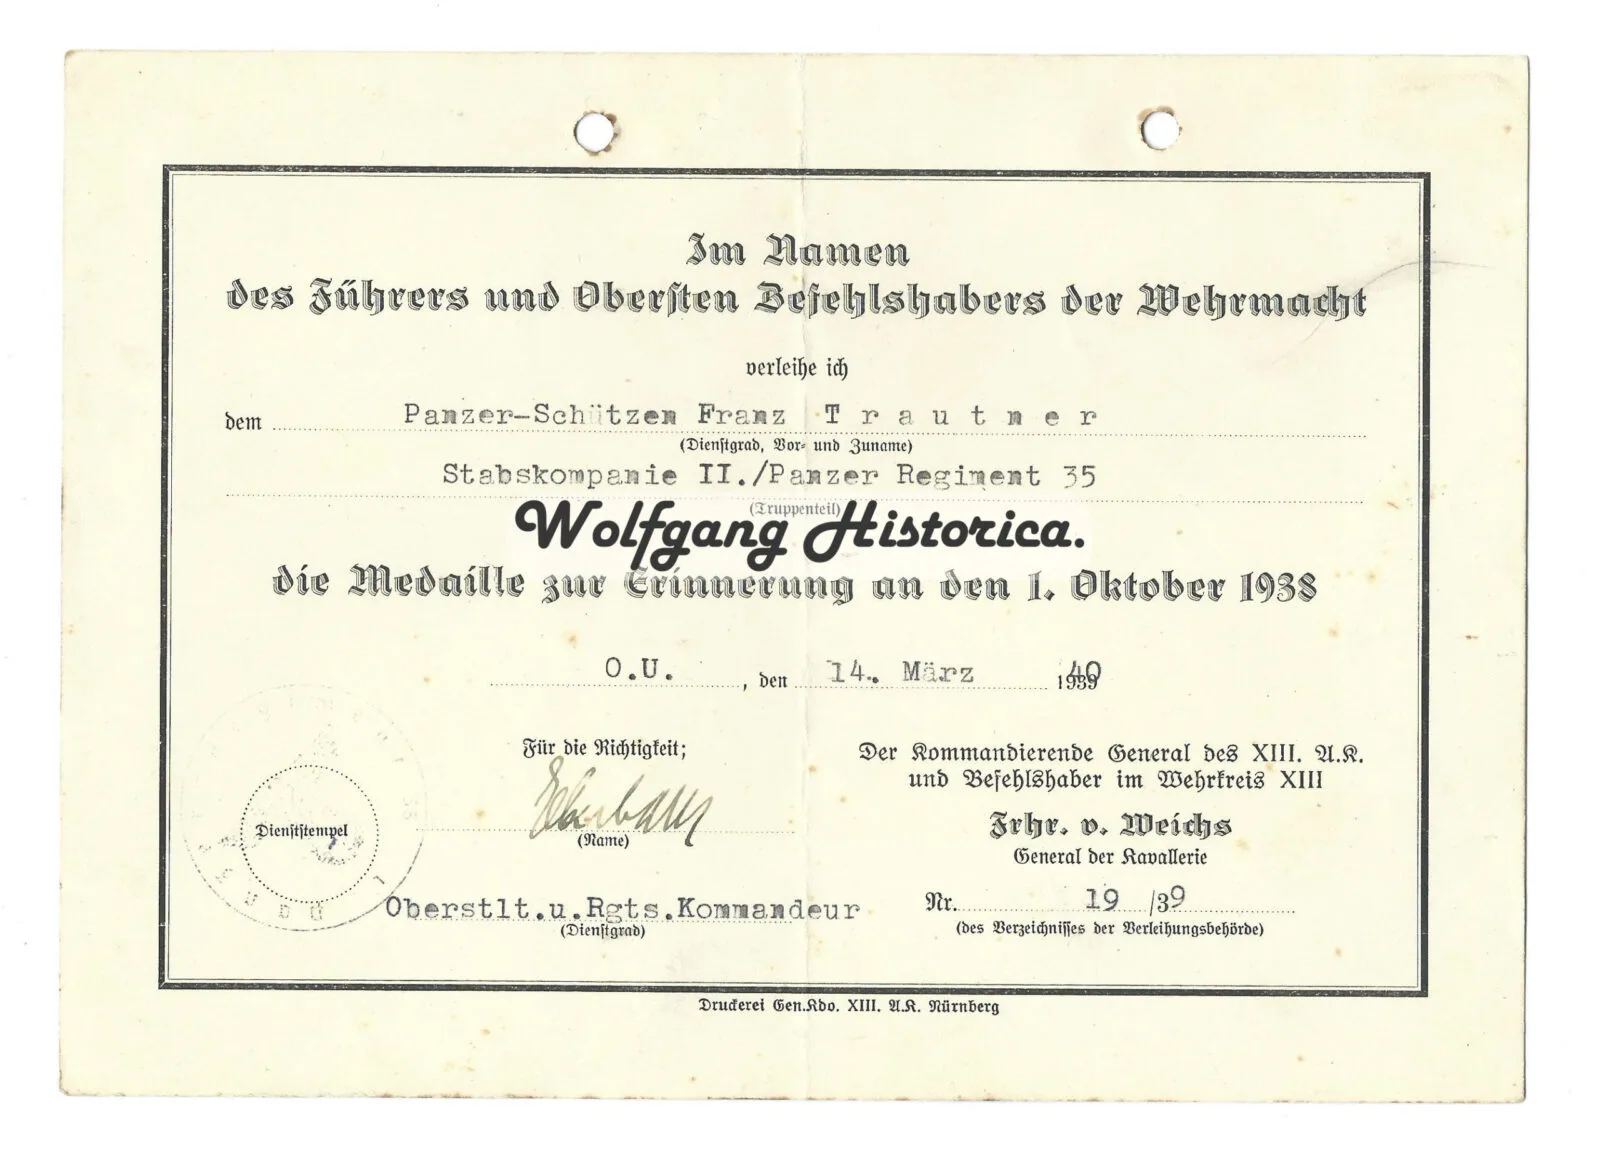 Im Namen
des Führers und Obersten Befehlshabers der Wehrmacht
verleihe ich
dem Panzer-Schützen Franz Trautner
(Dienstgrad, Vor- und Zuname)
Stabskompanie II./Panzer Regiment 35
(Truppenteil)
Wolfgang Historica.
die Medaille zur Erinnerung an den 1. Oktober 1938
O.U. , den 14. März 1940
Für die Richtigkeit;
Der Kommandierende General des XIII. A.K.
und Befehlshaber im Wehrkreis XIII
Eberbach
(Name)
Frhr. v. Weichs
General der Kavallerie
Dienststempel
Oberstlt.u.Rgts.Kommandeur
(Dienstgrad)
Nr. 19 /39
(des Verzeichnisses der Verleihungsbehörde)
Druckerei Gen.Kdo. XIII. A.K. Nürnberg